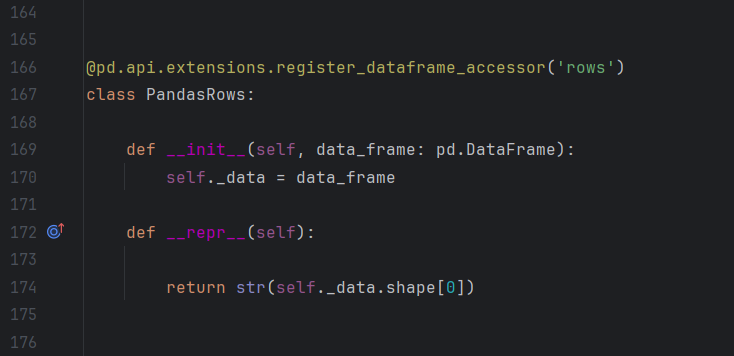 164
165
166 @pd.api.extensions.register_dataframe_accessor('rows')
167 class PandasRows:
168
169     def __init__(self, data_frame: pd.DataFrame):
170         self._data = data_frame
171
172     def __repr__(self):
173
174         return str(self._data.shape[0])
175
176